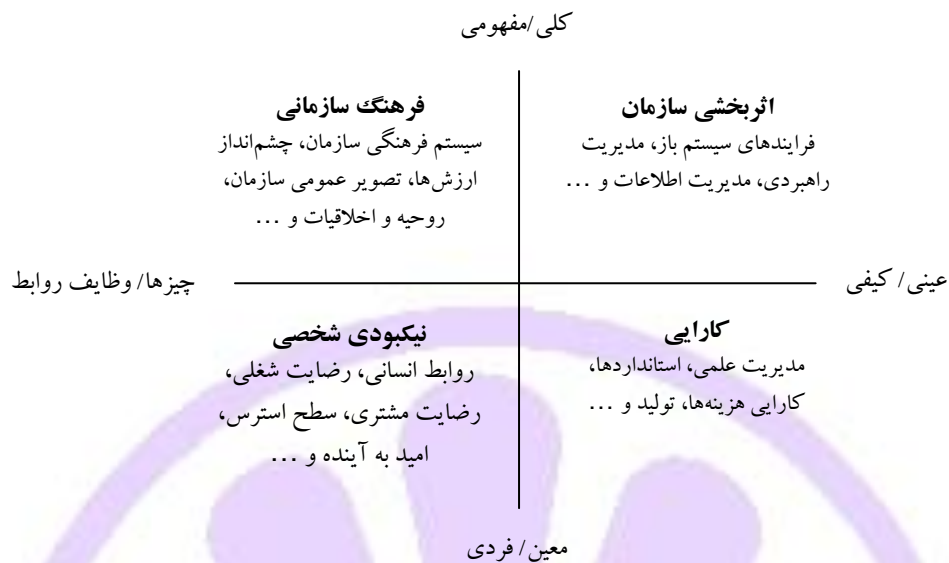 کلی/مفهومی
اثربخشی سازمان
فرایندهای سیستم باز، مدیریت
راهبردی، مدیریت اطلاعات و ...
فرهنگ سازمانی
سیستم فرهنگی سازمان، چشم‌انداز
ارزش‌ها، تصویر عمومی سازمان،
روحیه و اخلاقیات و ...
عینی/ کیفی
چیزها/ وظایف روابط
کارایی
مدیریت علمی، استانداردها،
کارایی هزینه‌ها، تولید و ...
نیکبودی شخصی
روابط انسانی، رضایت شغلی،
رضایت مشتری، سطح استرس،
امید به آینده و ...
معین/ فردی